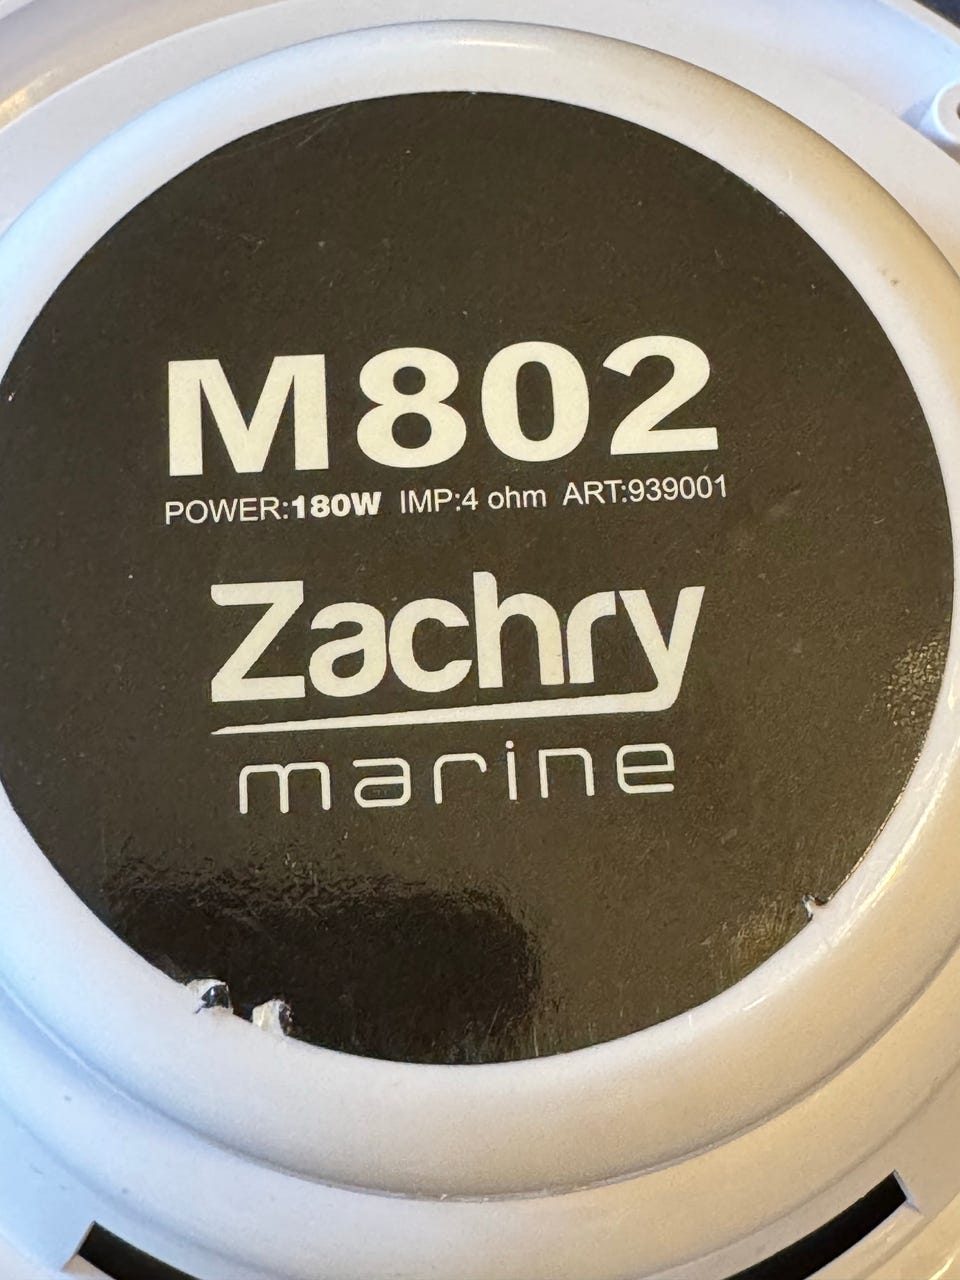 M802
POWER:180W IMP:4 ohm ART:939001
Zachry
marine